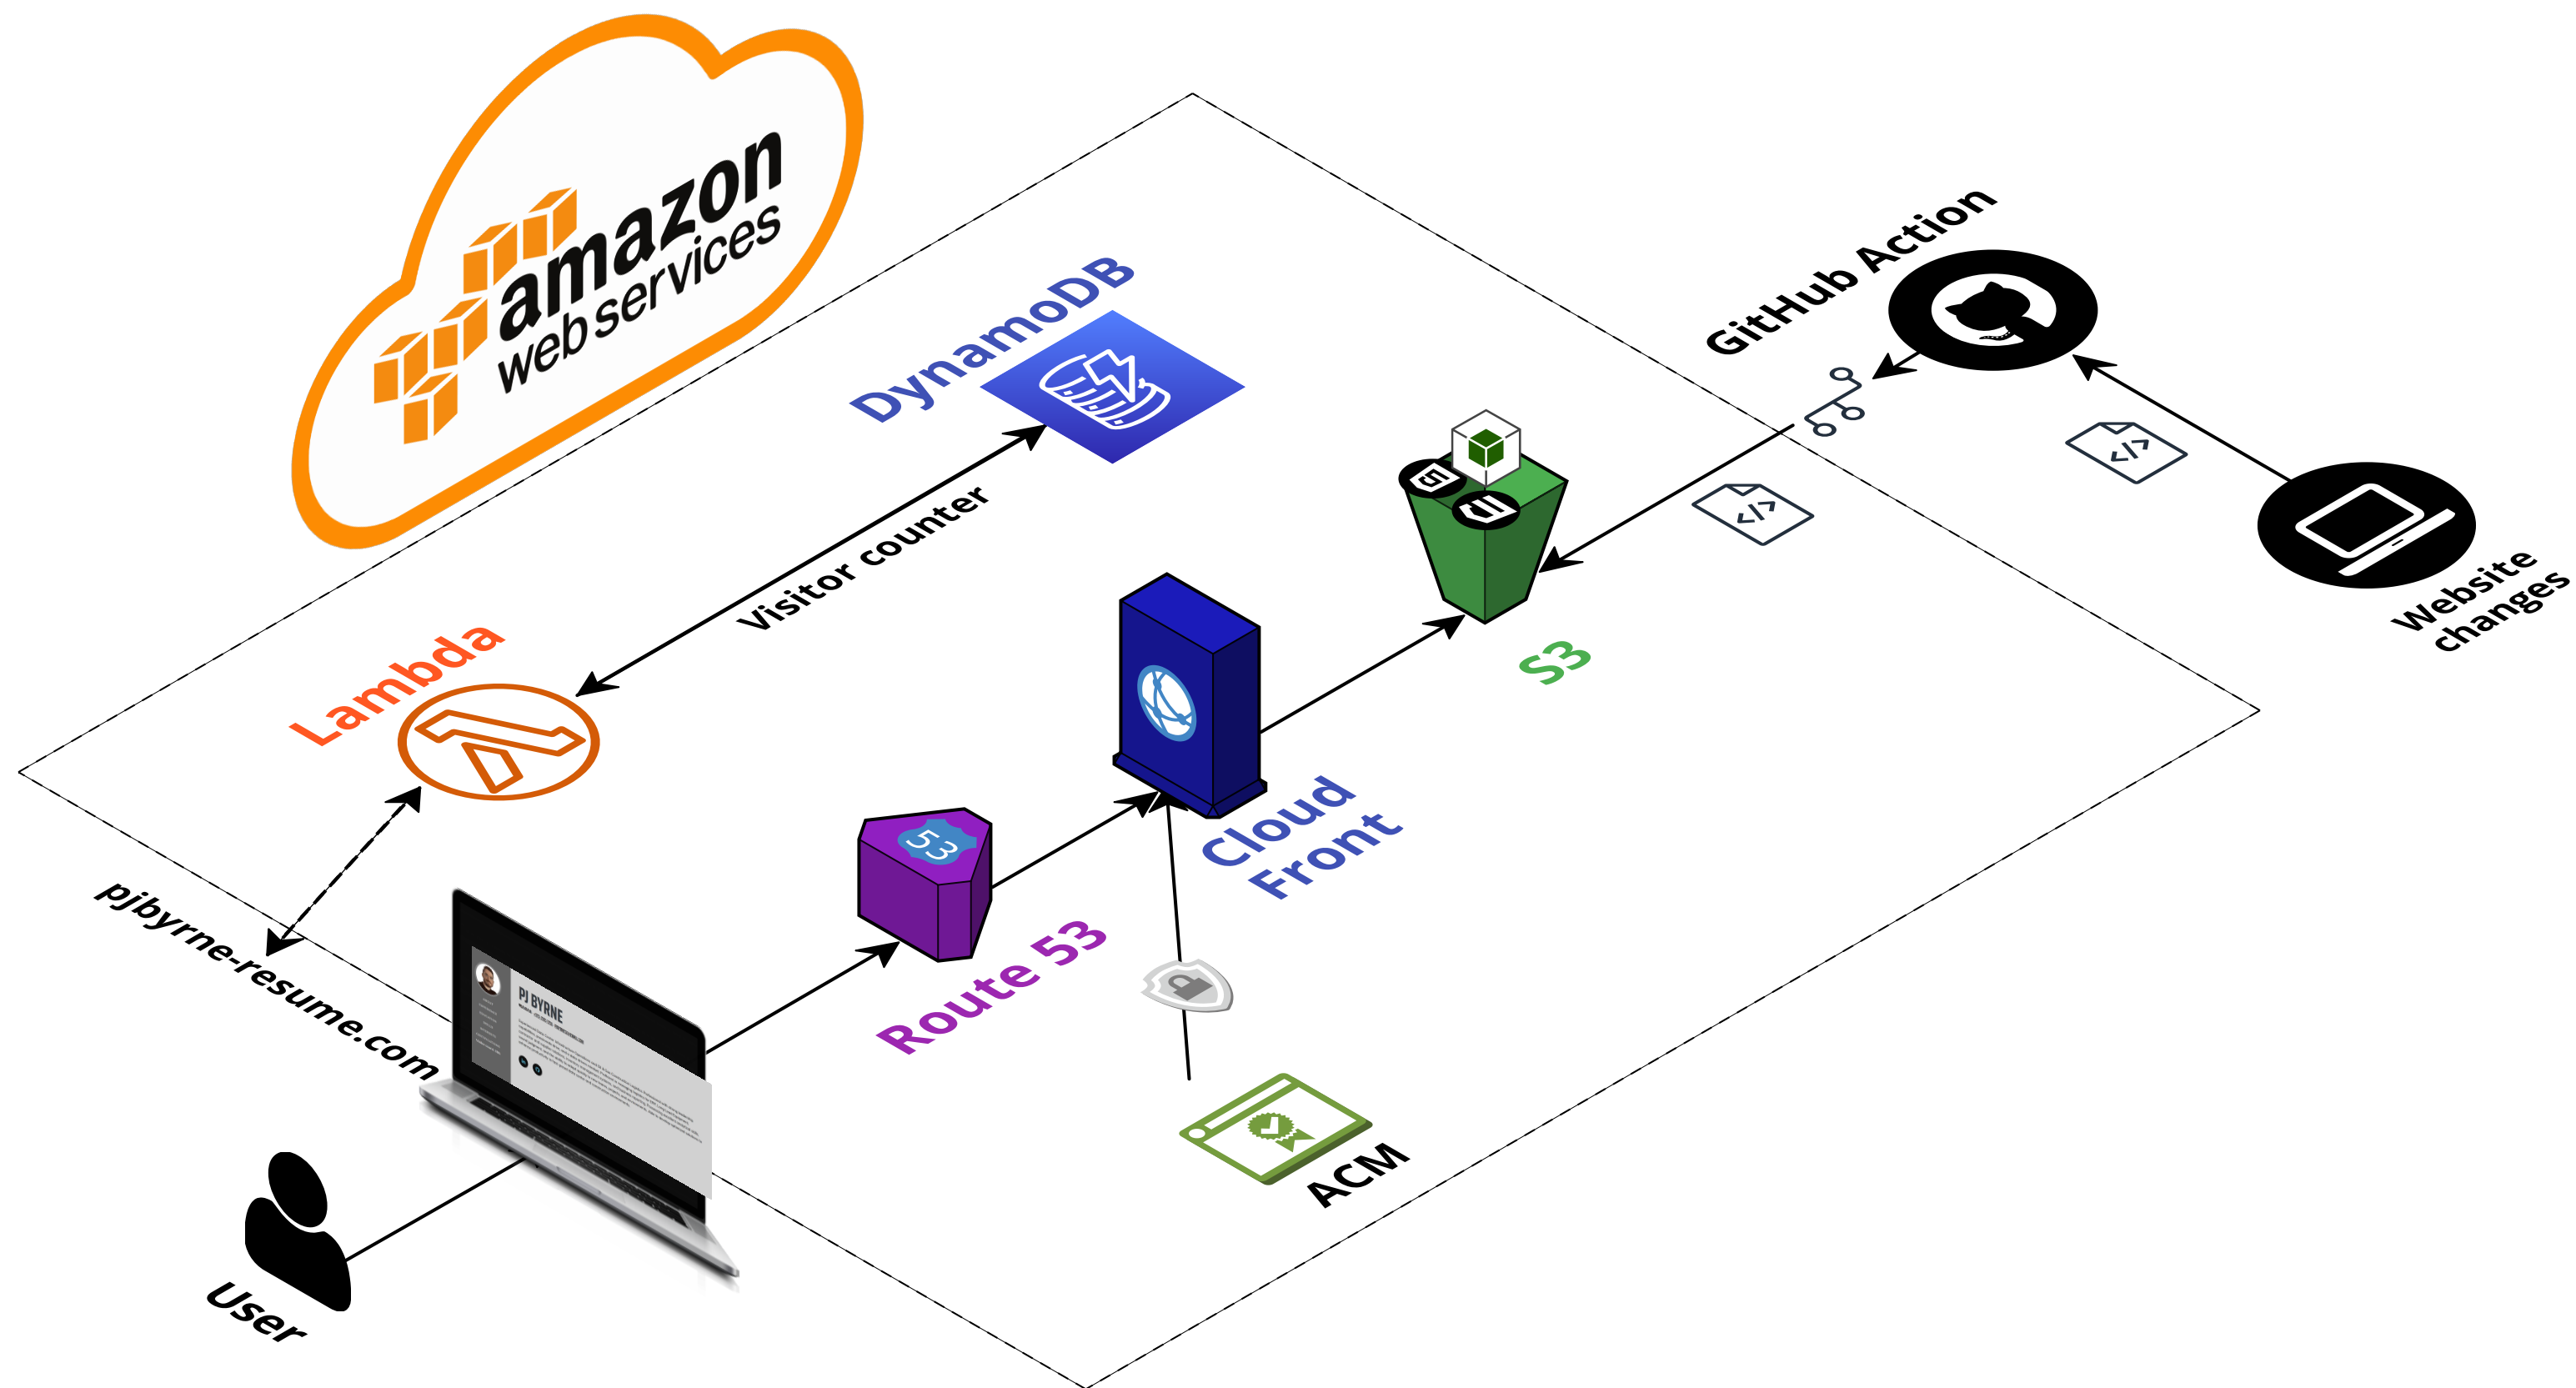 amazon
web services
GitHub Action
DynamoDB
Visitor counter
Website
changes
S3
Lambda
Cloud
Front
53
Route 53
pjbyrne-resume.com
PJ BYRNE
ACM
User